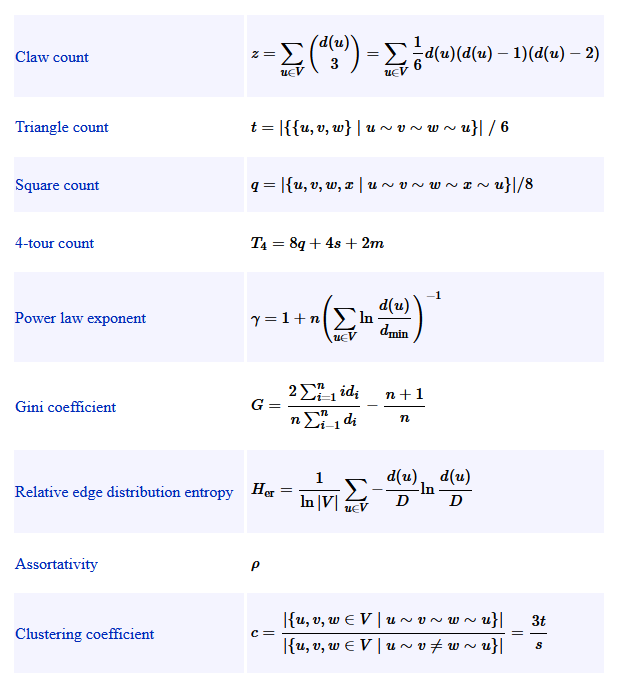 Claw count z = ∑_{u∈V} (d(u) choose 3) = ∑_{u∈V} 1/6 d(u)(d(u) − 1)(d(u) − 2)
Triangle count t = |{{u, v, w} | u ∼ v ∼ w ∼ u}| / 6
Square count q = |{u, v, w, x | u ∼ v ∼ w ∼ x ∼ u}|/8
4-tour count T₄ = 8q + 4s + 2m
Power law exponent γ = 1 + n(∑_{u∈V} ln d(u)/d_min)^{−1}
Gini coefficient G = 2∑_{i=1}^{n} id_i / n∑_{i=1}^{n} d_i − n + 1 / n
Relative edge distribution entropy H_er = 1 / ln |V| ∑_{u∈V} − d(u)/D ln d(u)/D
Assortativity ρ
Clustering coefficient c = |{u, v, w ∈ V | u ∼ v ∼ w ∼ u}| / |{u, v, w ∈ V | u ∼ v ≠ w ∼ u}| = 3t/s